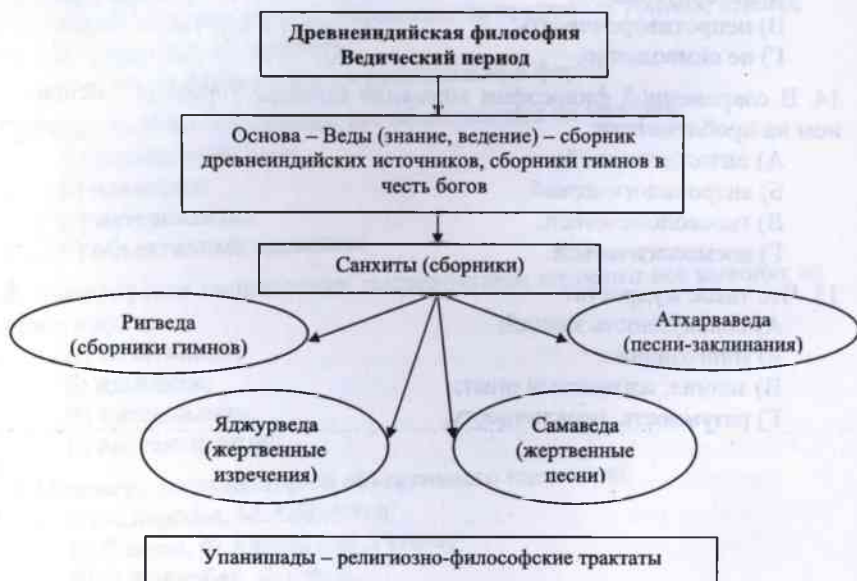 Древнеиндийская философия
Ведический период
Основа – Веды (знание, ведение) – сборник
древнеиндийских источников, сборники гимнов в
честь богов
Санхиты (сборники)
Ригведа
(сборники гимнов)
Атхарваведа
(песни-заклинания)
Яджурведа
(жертвенные
изречения)
Самаведа
(жертвенные
песни)
Упанишады – религиозно-философские трактаты